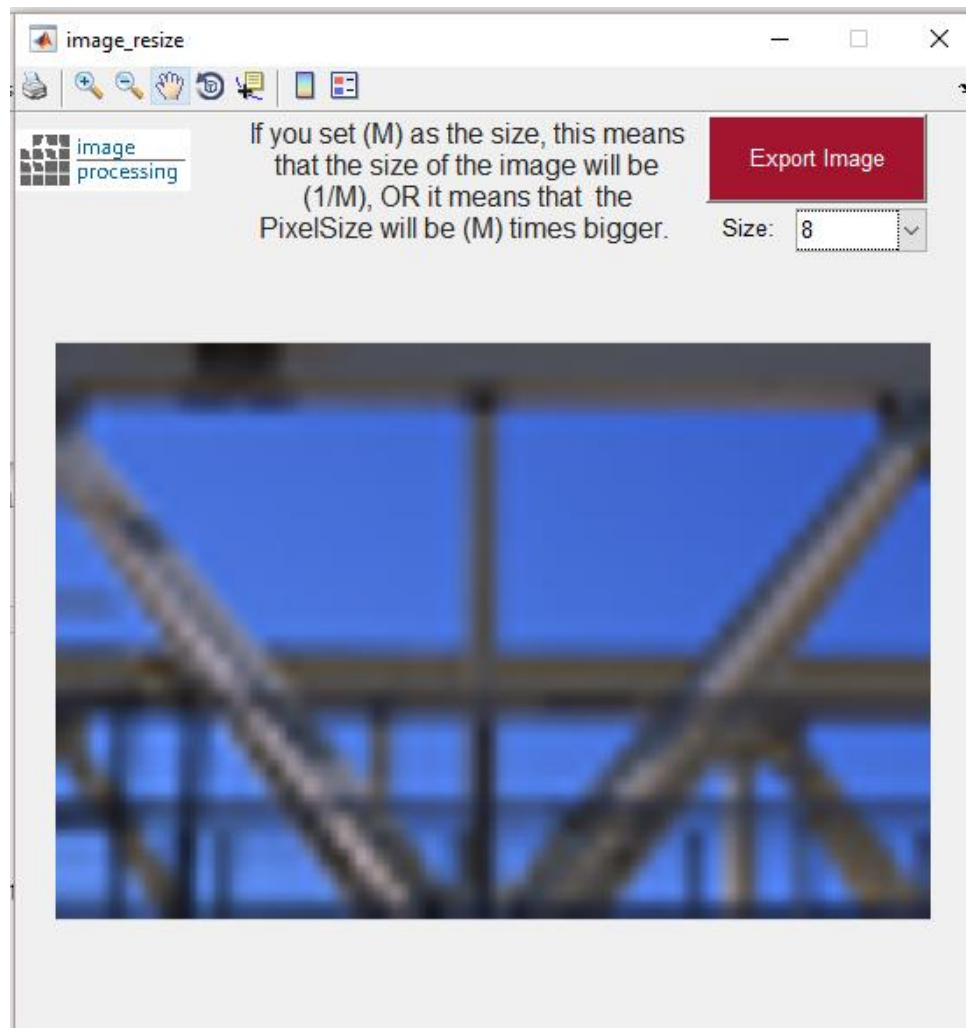 image_resize
image
processing
If you set (M) as the size, this means
that the size of the image will be
(1/M), OR it means that the
PixelSize will be (M) times bigger.
Export Image
Size: 8